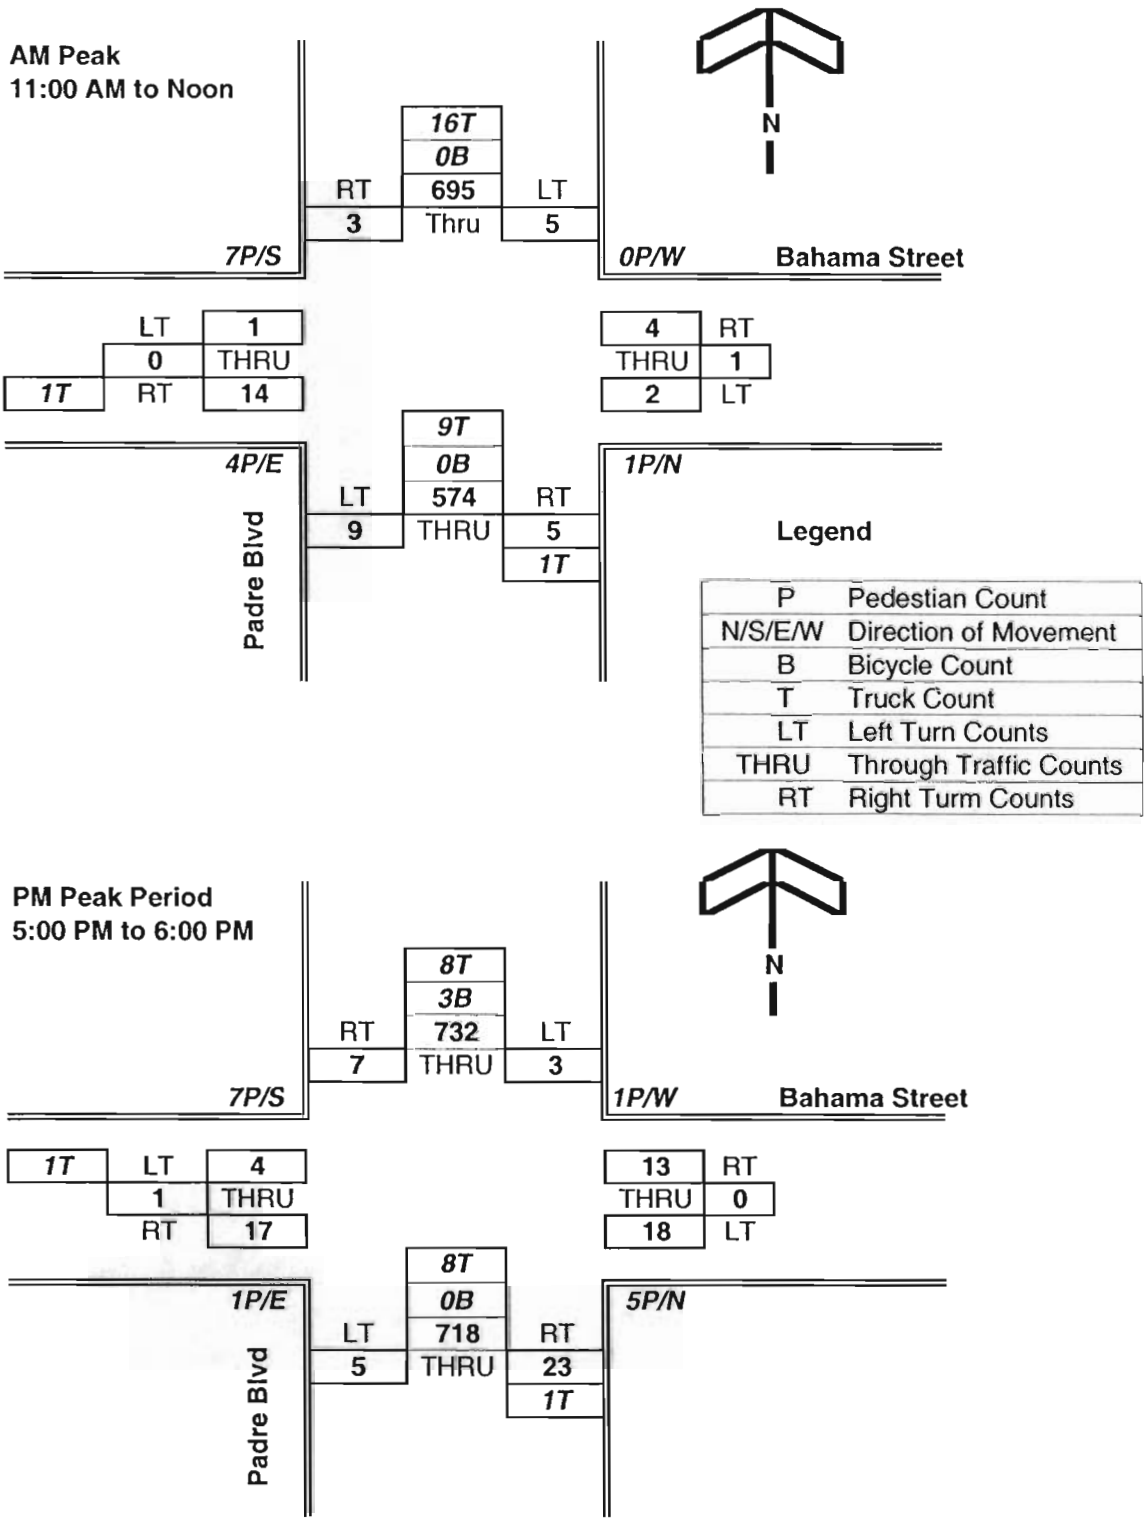 AM Peak
11:00 AM to Noon
N
16T
0B
RT 695 LT
3 Thru 5
7P/S 0P/W Bahama Street
LT 1 4 RT
0 THRU THRU 1
1T RT 14 2 LT
9T
4P/E 0B 1P/N
LT 574 RT
9 THRU 5
1T
Padre Blvd
Legend
P Pedestian Count
N/S/E/W Direction of Movement
B Bicycle Count
T Truck Count
LT Left Turn Counts
THRU Through Traffic Counts
RT Right Turm Counts
PM Peak Period
5:00 PM to 6:00 PM
N
8T
3B
RT 732 LT
7 THRU 3
7P/S 1P/W Bahama Street
1T LT 4 13 RT
1 THRU THRU 0
RT 17 18 LT
8T
1P/E 0B 5P/N
LT 718 RT
5 THRU 23
1T
Padre Blvd